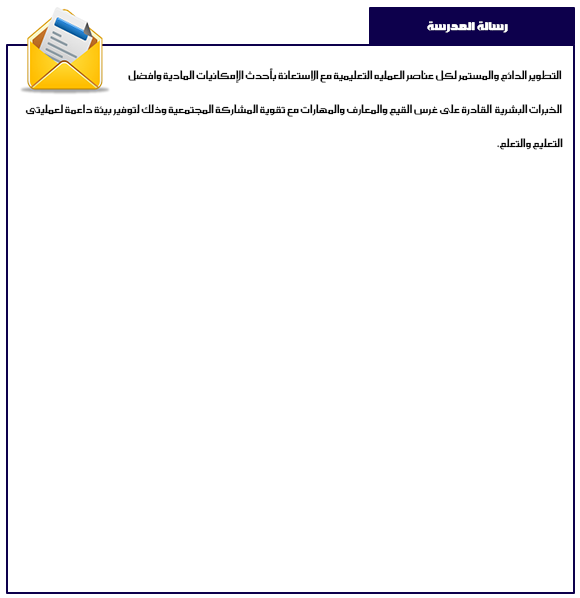 رسالة المدرسة
التطوير الدائم والمستمر لكل عناصر العمليه التعليمية مع الإستعانة بأحدث الإمكانيات المادية وافضل
الخبرات البشرية القادرة على غرس القيم والمعارف والمهارات مع تقوية المشاركة المجتمعية وذلك لتوفير بيئة داعمة لعمليتى
التعليم والتعلم.